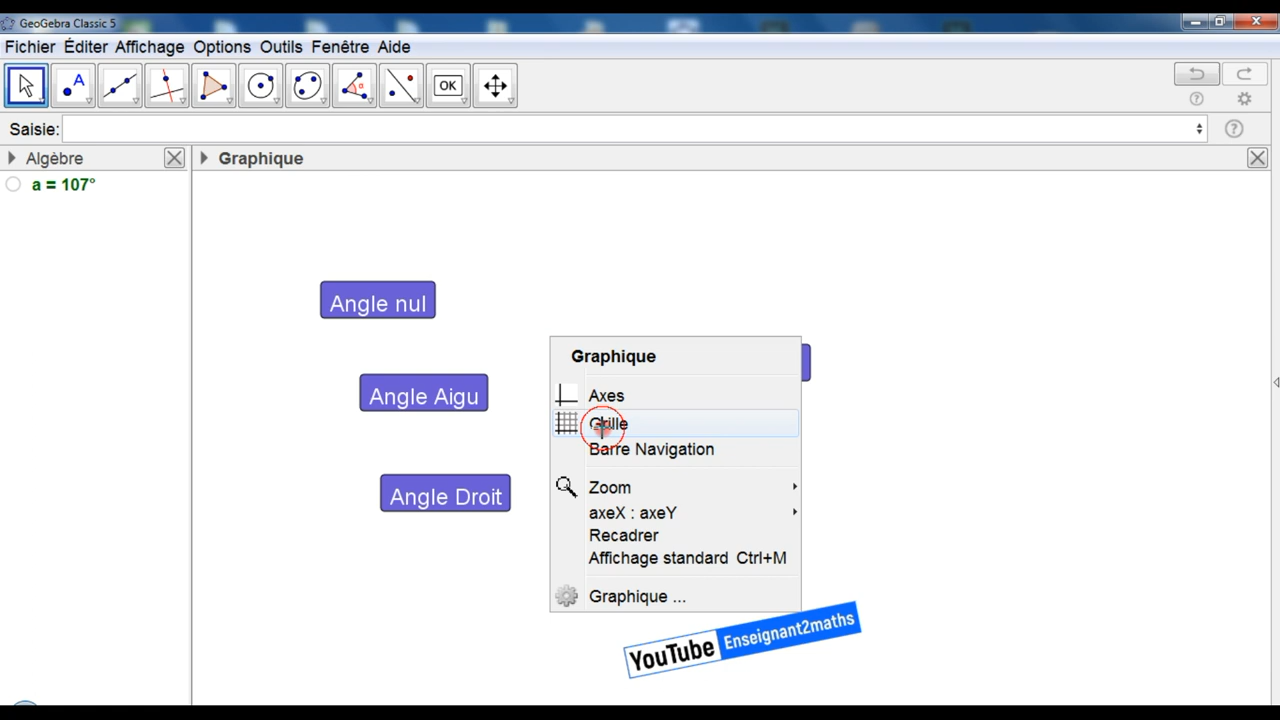 GeoGebra Classic 5
Fichier Éditer Affichage Options Outils Fenêtre Aide
A
α
OK
Saisie:
Algèbre
Graphique
a = 107°
Angle nul
Angle Aigu
Angle Droit
Graphique
Axes
Grille
Barre Navigation
Zoom
axeX : axeY
Recadrer
Affichage standard Ctrl+M
Graphique ...
YouTube Enseignant2maths